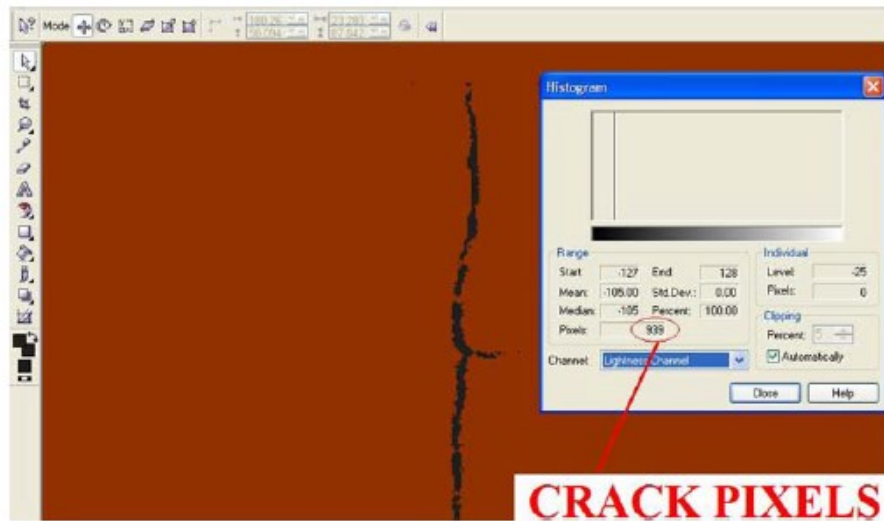 Mode
Histogram
Range
Start: -127 End: 128
Mean: -105.00 Std.Dev.: 0.00
Median: -105 Percent: 100.00
Pixels: 939
Individual
Level: -25
Pixels: 0
Clipping
Percent: 5
Automatically
Channel: Lightness Channel
Close Help
CRACK PIXELS